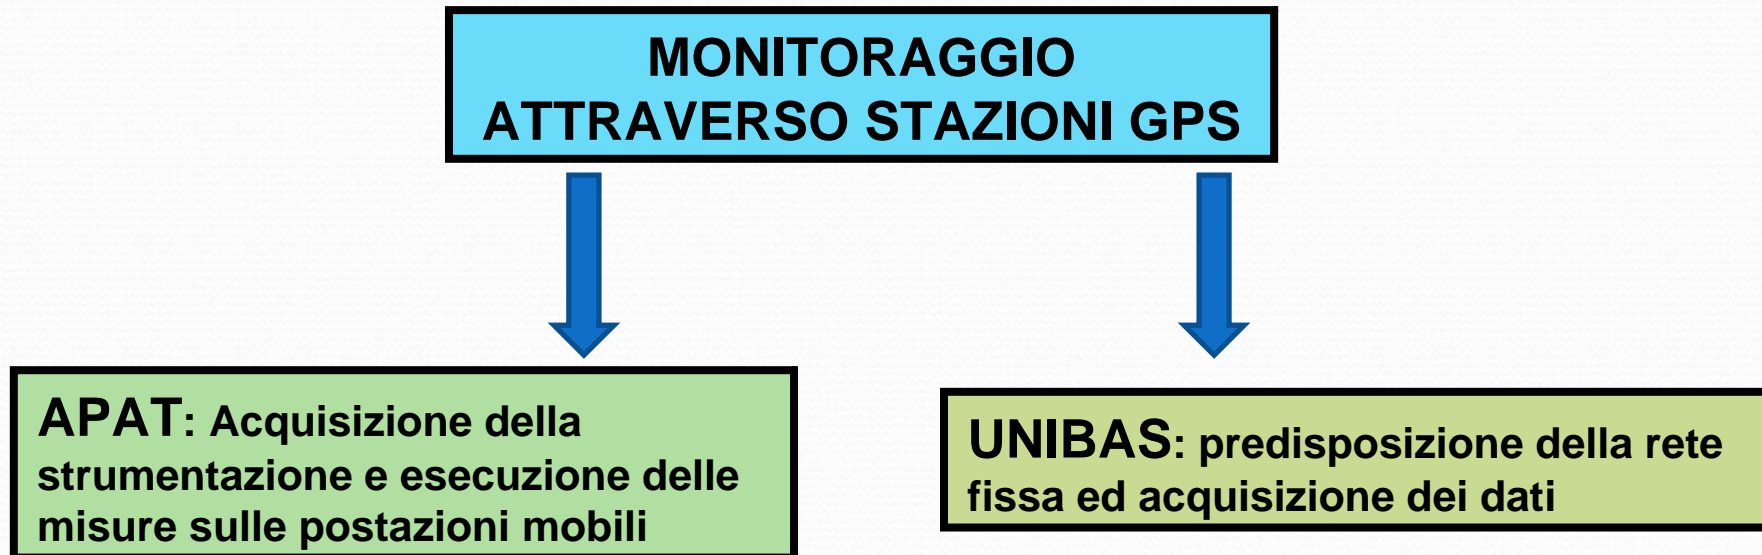 MONITORAGGIO
ATTRAVERSO STAZIONI GPS
APAT: Acquisizione della
strumentazione e esecuzione delle
misure sulle postazioni mobili
UNIBAS: predisposizione della rete
fissa ed acquisizione dei dati